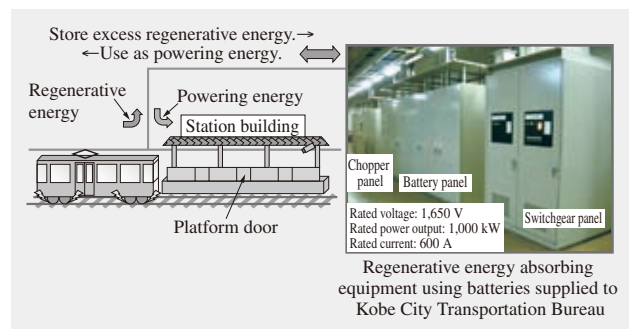 Store excess regenerative energy.→
←Use as powering energy.
Regenerative
energy
Powering energy
Station building
Platform door
Chopper
panel
Battery panel
Switchgear panel
Rated voltage: 1,650 V
Rated power output: 1,000 kW
Rated current: 600 A
Regenerative energy absorbing
equipment using batteries supplied to
Kobe City Transportation Bureau